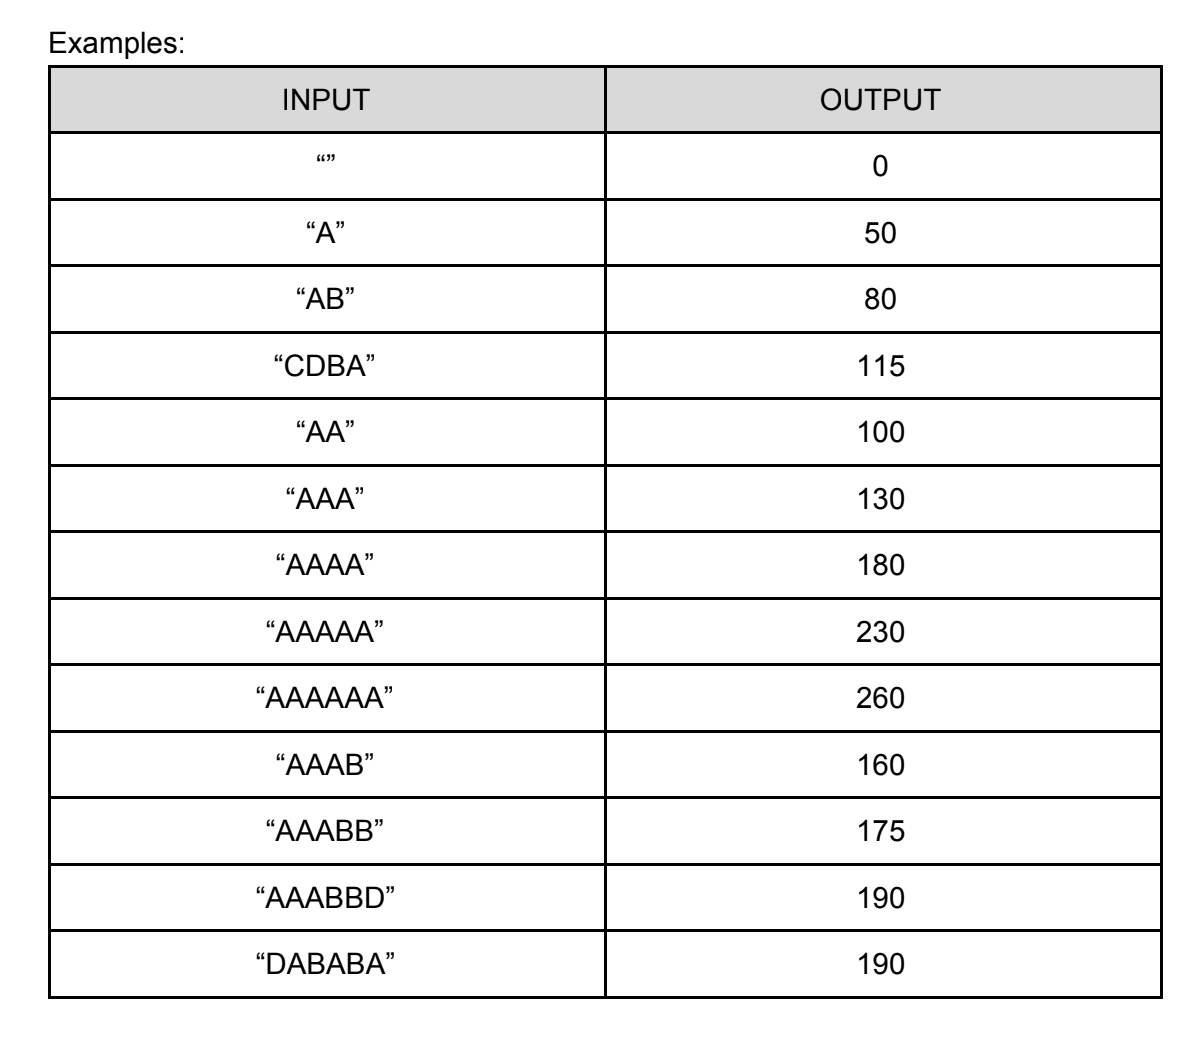 Examples:
INPUT OUTPUT
“” 0
“A” 50
“AB” 80
“CDBA” 115
“AA” 100
“AAA” 130
“AAAA” 180
“AAAAA” 230
“AAAAAA” 260
“AAAB” 160
“AAABB” 175
“AAABBD” 190
“DABABA” 190